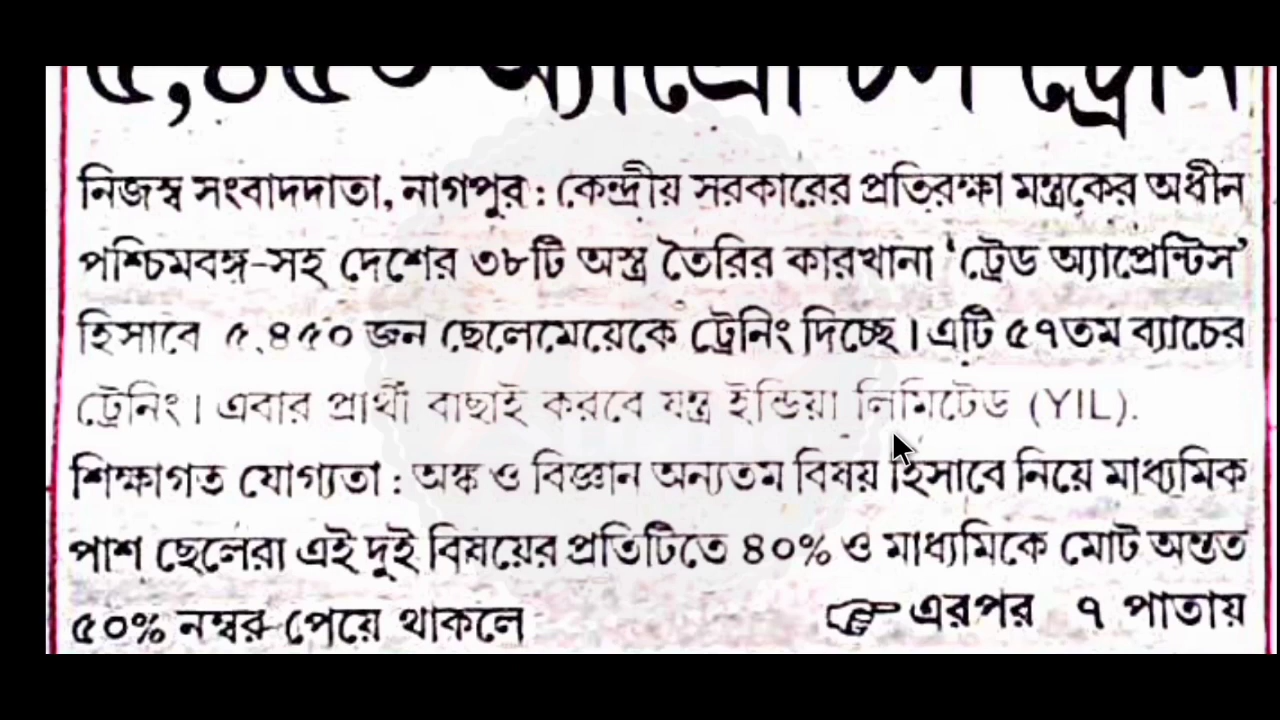 ৫,৪৫০ অ্যাপ্রেন্টিস ট্রেনি
নিজস্ব সংবাদদাতা, নাগপুর : কেন্দ্রীয় সরকারের প্রতিরক্ষা মন্ত্রকের অধীন
পশ্চিমবঙ্গ-সহ দেশের ৩৮টি অস্ত্র তৈরির কারখানা ‘ট্রেড অ্যাপ্রেন্টিস’
হিসাবে ৫,৪৫০ জন ছেলেমেয়েকে ট্রেনিং দিচ্ছে। এটি ৫৭তম ব্যাচের
ট্রেনিং। এবার প্রার্থী বাছাই করবে যন্ত্র ইন্ডিয়া লিমিটেড (YIL).
শিক্ষাগত যোগ্যতা : অঙ্ক ও বিজ্ঞান অন্যতম বিষয় হিসাবে নিয়ে মাধ্যমিক
পাশ ছেলেরা এই দুই বিষয়ের প্রতিটিতে ৪০% ও মাধ্যমিকে মোট অন্তত
৫০% নম্বর পেয়ে থাকলে এরপর ৭ পাতায়